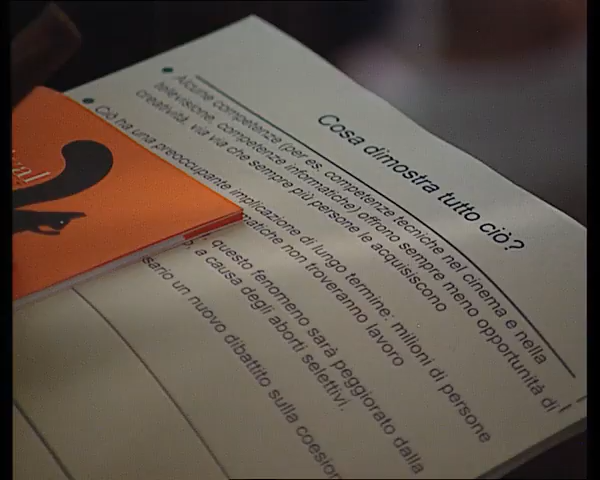 Cosa dimostra tutto ciò?
Alcune competenze (per es. competenze tecniche nel cinema e nella
televisione, competenze informatiche) offrono sempre meno opportunità di
creatività, via via che sempre più persone le acquisiscono
Ciò ha una preoccupante implicazione di lungo termine: milioni di persone
non troveranno lavoro
questo fenomeno sarà peggiorato dalla
a causa degli aborti selettivi.
un nuovo dibattito sulla